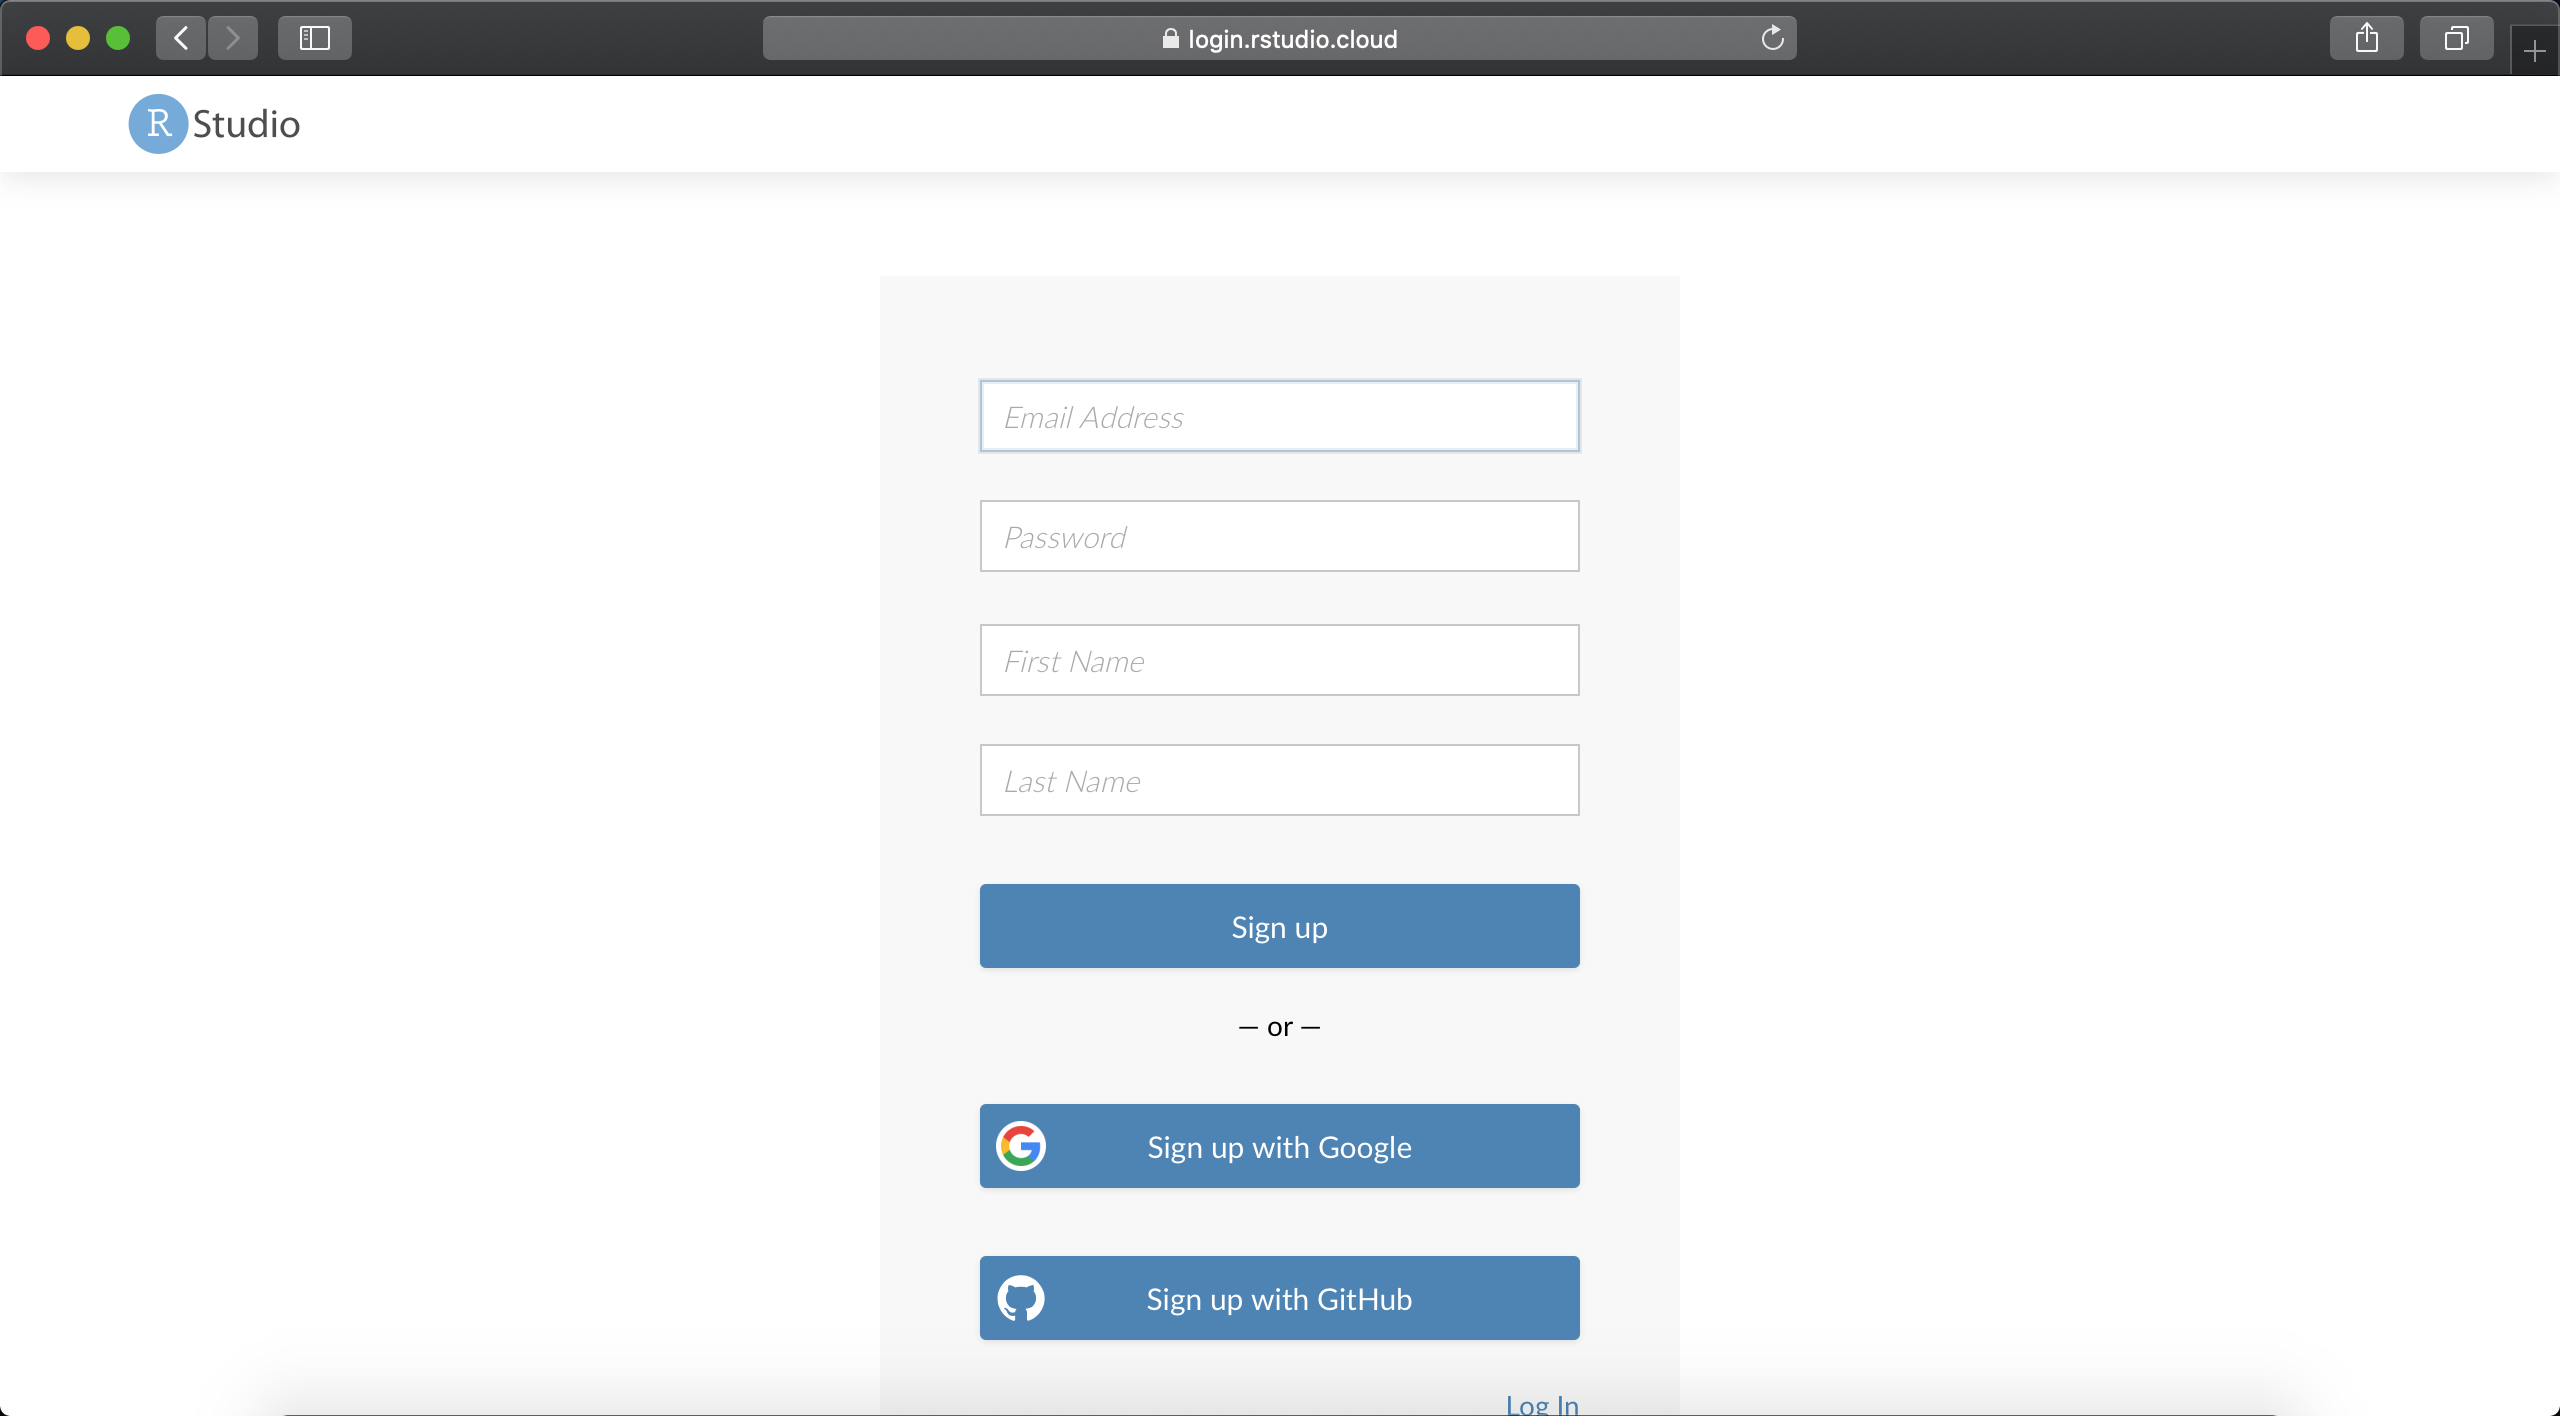 login.rstudio.cloud
R Studio
Email Address
Password
First Name
Last Name
Sign up
— or —
Sign up with Google
Sign up with GitHub
Log In